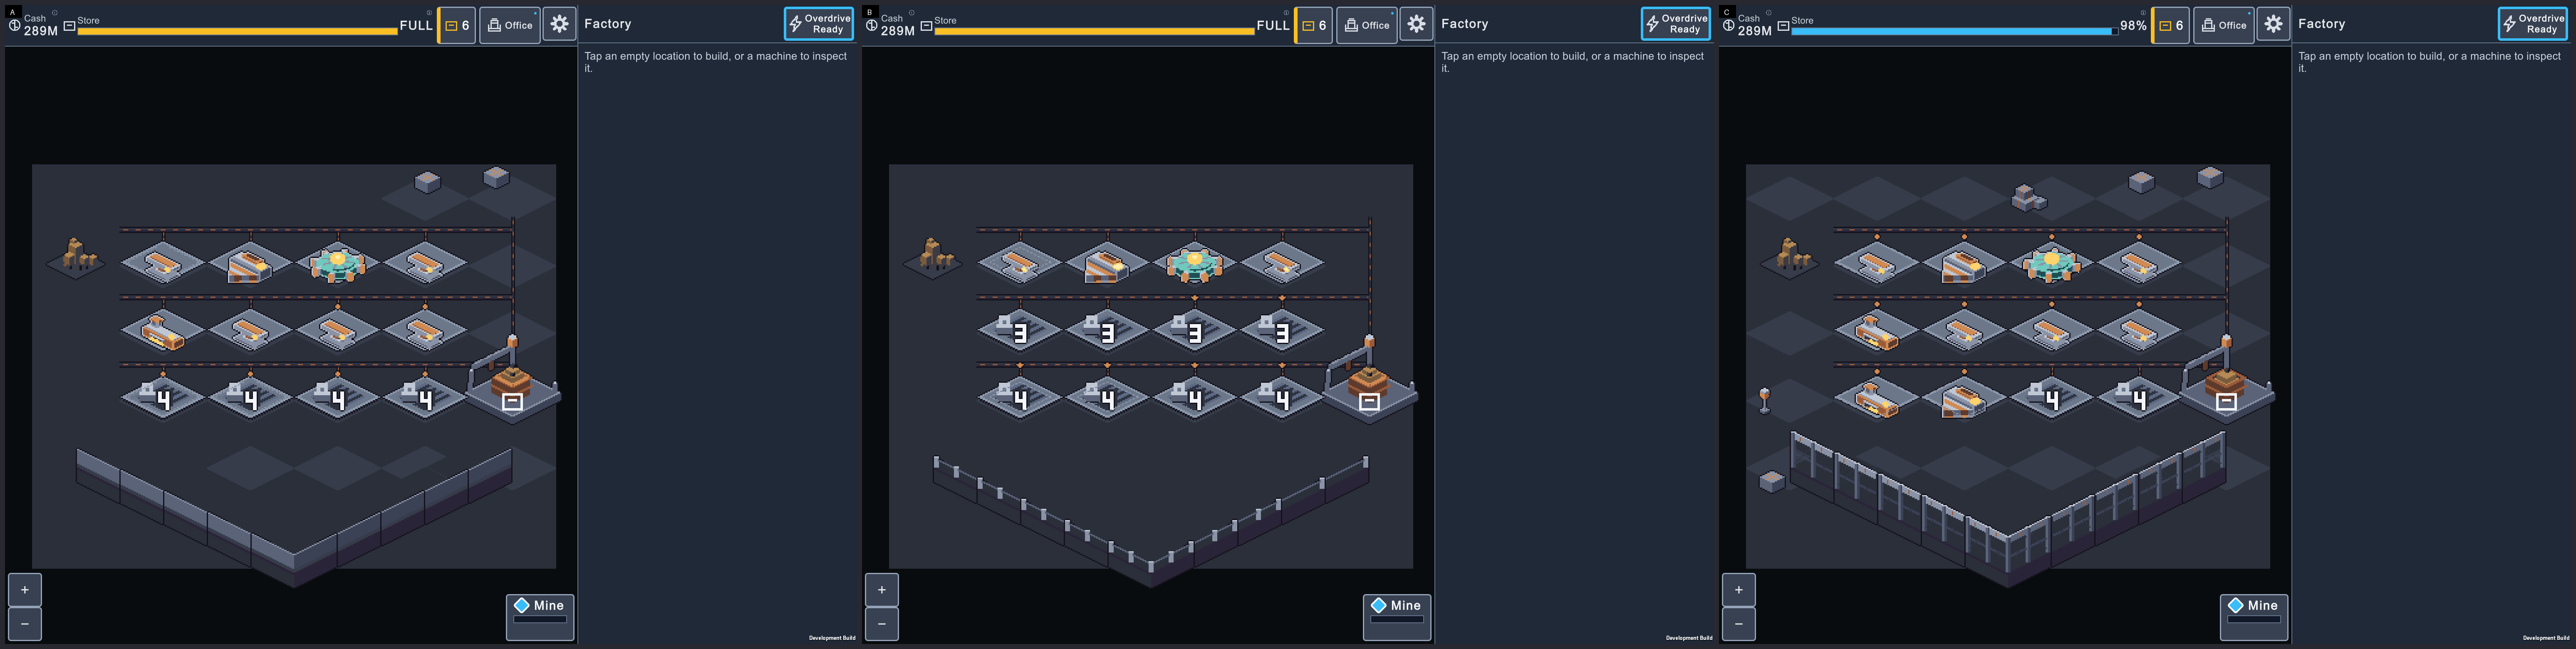 A
Cash
289M
Store
FULL
6
Office
Factory
Overdrive
Ready
Tap an empty location to build, or a machine to inspect
it.
4 4 4 4
+
−
Mine
Development Build
B
Cash
289M
Store
FULL
6
Office
Factory
Overdrive
Ready
Tap an empty location to build, or a machine to inspect
it.
3 3 3 3
4 4 4 4
+
−
Mine
Development Build
C
Cash
289M
Store
98%
6
Office
Factory
Overdrive
Ready
Tap an empty location to build, or a machine to inspect
it.
4 4
+
−
Mine
Development Build